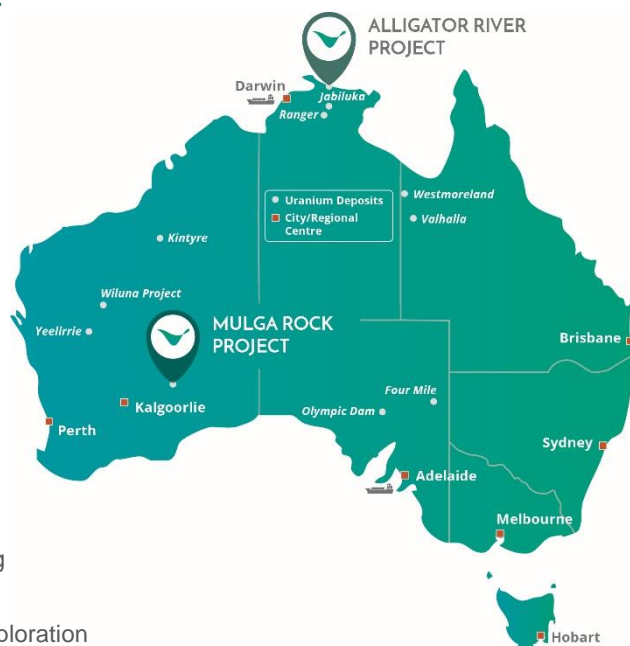 ALLIGATOR RIVER
PROJECT
Darwin
Jabiluka
Ranger
Uranium Deposits
City/Regional
Centre
Westmoreland
Valhalla
Kintyre
Wiluna Project
Yeelirrie
MULGA ROCK
PROJECT
Brisbane
Four Mile
Olympic Dam
Kalgoorlie
Perth
Sydney
Adelaide
Melbourne
Hobart